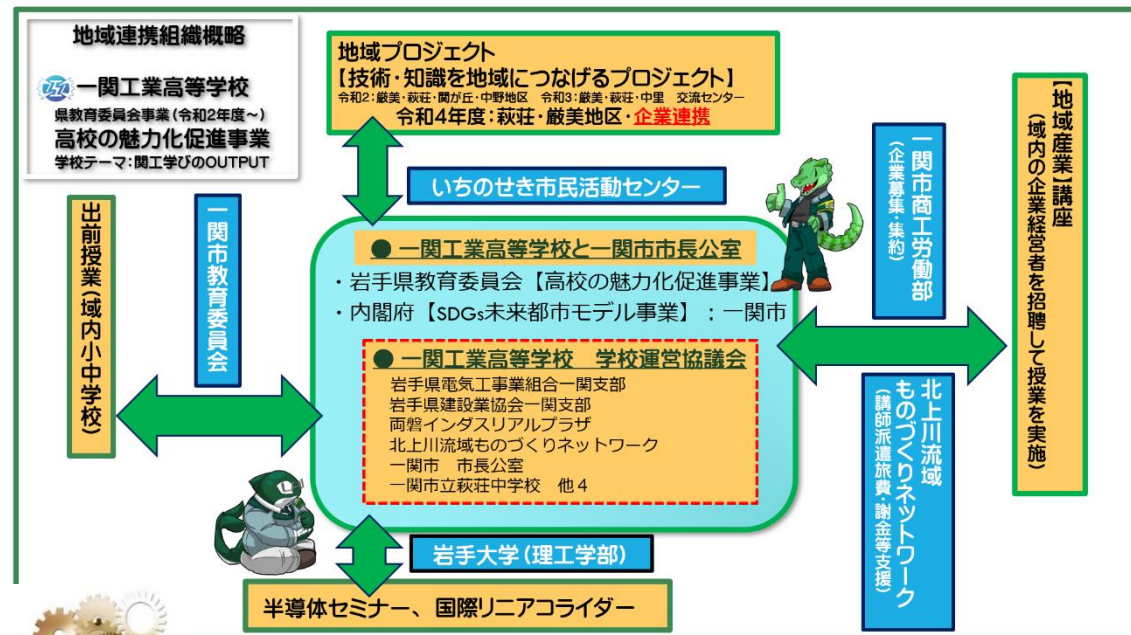 地域連携組織概略
一関工業高等学校
県教育委員会事業(令和2年度~)
高校の魅力化促進事業
学校テーマ:関工学びのOUTPUT
地域プロジェクト
【技術・知識を地域につなげるプロジェクト】
令和2:厳美・萩荘・関が丘・中野地区 令和3:厳美・萩荘・中里 交流センター
令和4年度:萩荘・厳美地区・企業連携
いちのせき市民活動センター
出前授業(域内小中学校)
一関市教育委員会
● 一関工業高等学校と一関市市長公室
・岩手県教育委員会【高校の魅力化促進事業】
・内閣府【SDGs未来都市モデル事業】:一関市
● 一関工業高等学校 学校運営協議会
岩手県電気工事業組合一関支部
岩手県建設業協会一関支部
両磐インダスリアルプラザ
北上川流域ものづくりネットワーク
一関市 市長公室
一関市立萩荘中学校 他4
一関市商工労働部
(企業募集・集約)
北上川流域
ものづくりネットワーク
(講師派遣旅費・謝金等支援)
【地域産業】講座
(域内の企業経営者を招聘して授業を実施)
岩手大学(理工学部)
半導体セミナー、国際リニアコライダー